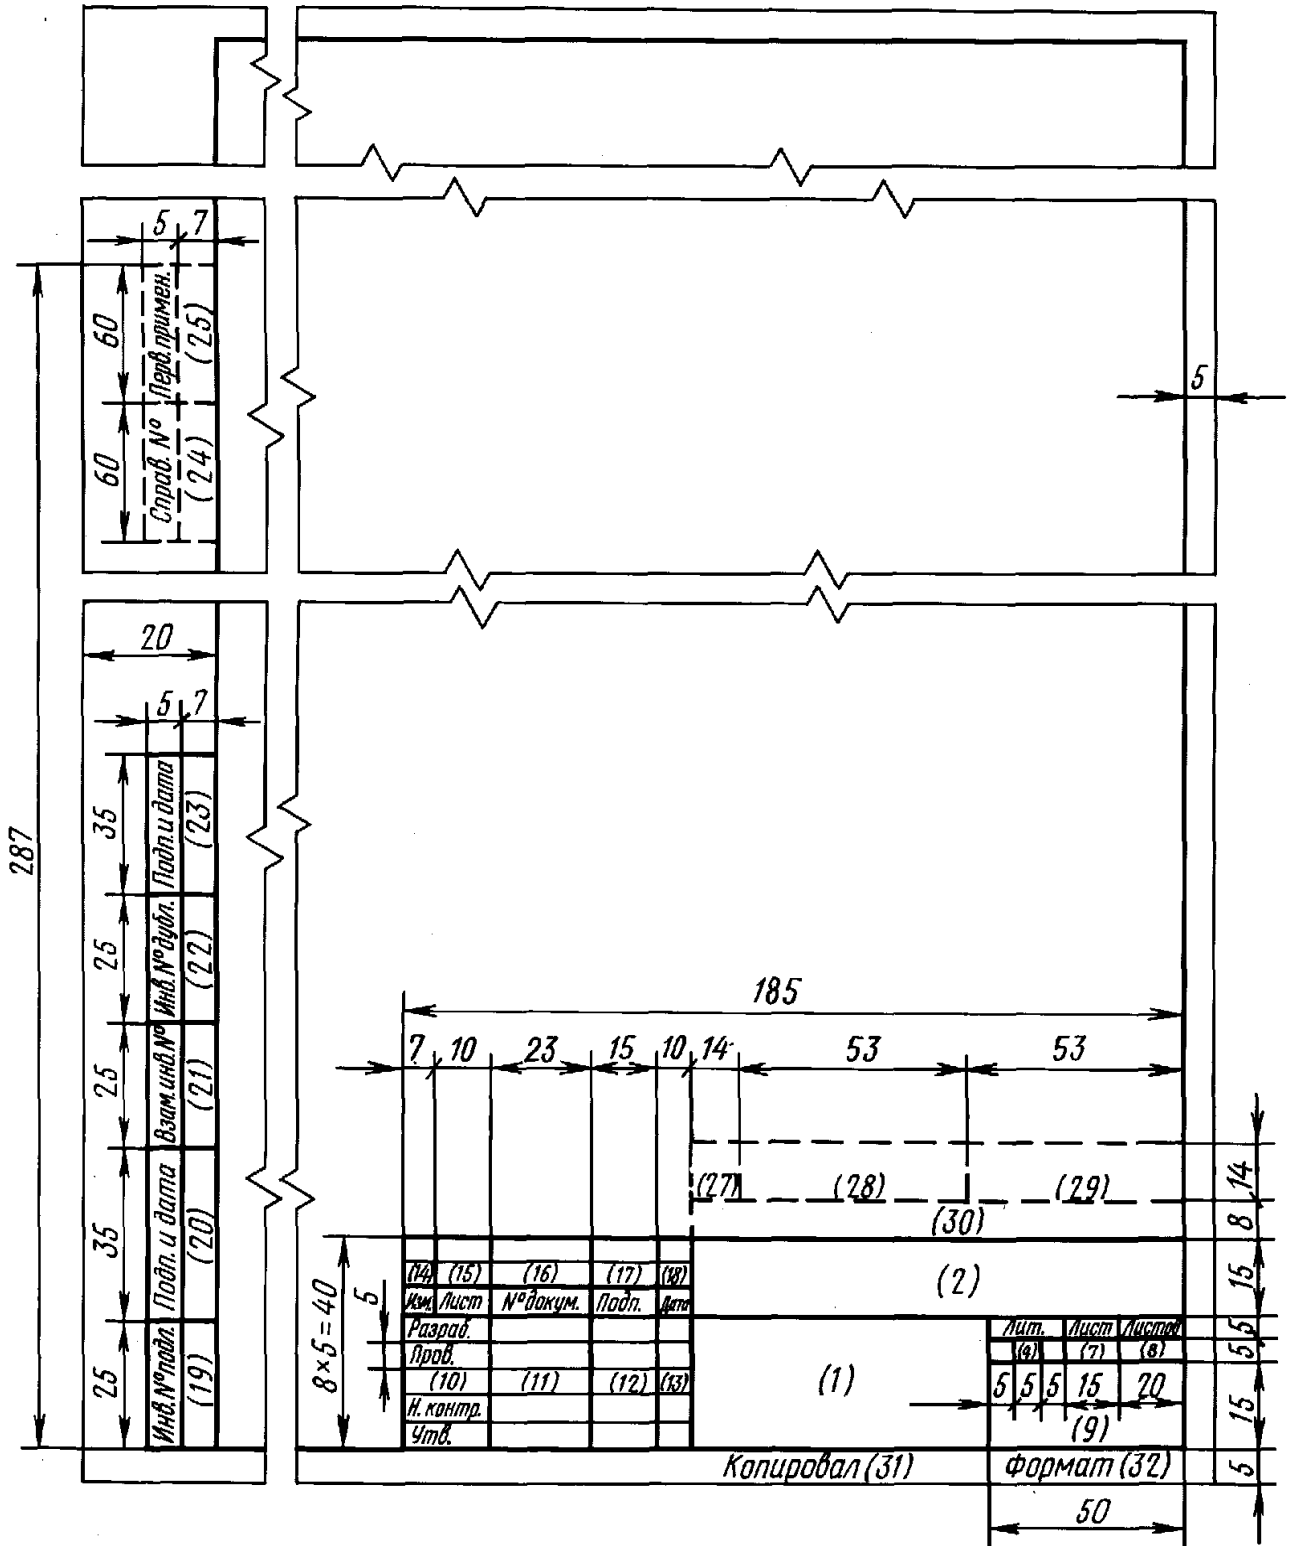 5 7
60 Перв. примен. (25)
60 Справ. № (24)
5
20
5 7
287
35 Подп. и дата (23)
25 Инв. № дубл. (22)
25 Взам. инв. № (21)
35 Подп. и дата (20)
25 Инв. № подл. (19)
185
7 10 23 15 10 14 53 53
(27) (28) (29) 14
(30) 8
8×5=40
5
(14) (15) (16) (17) (18) (2) 15
Изм. Лист № докум. Подп. Дата
Разраб. Лит. Лист Листов 5
Пров. (4) (7) (8) 5
(10) (11) (12) (13) (1) 5 5 5 15 20 15
Н. контр. (9)
Утв.
Копировал (31) Формат (32) 5
50